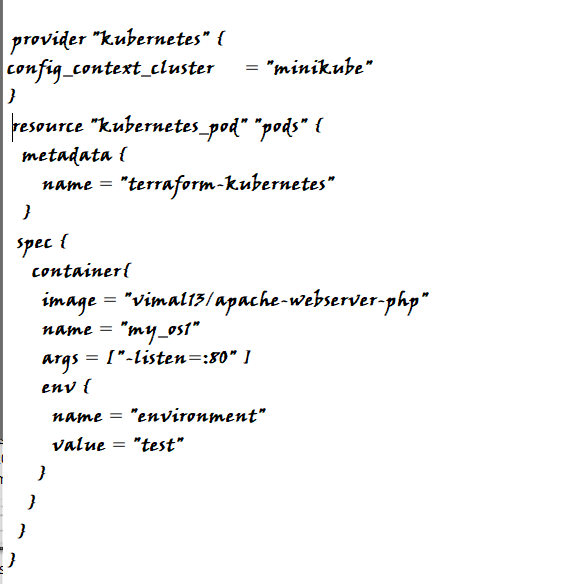 provider "kubernetes" {
config_context_cluster = "minikube"
}
resource "kubernetes_pod" "pods" {
metadata {
name = "terraform-kubernetes"
}
spec {
container{
image = "vimal13/apache-webserver-php"
name = "my_os1"
args = ["-listen=:80" ]
env {
name = "environment"
value = "test"
}
}
}
}